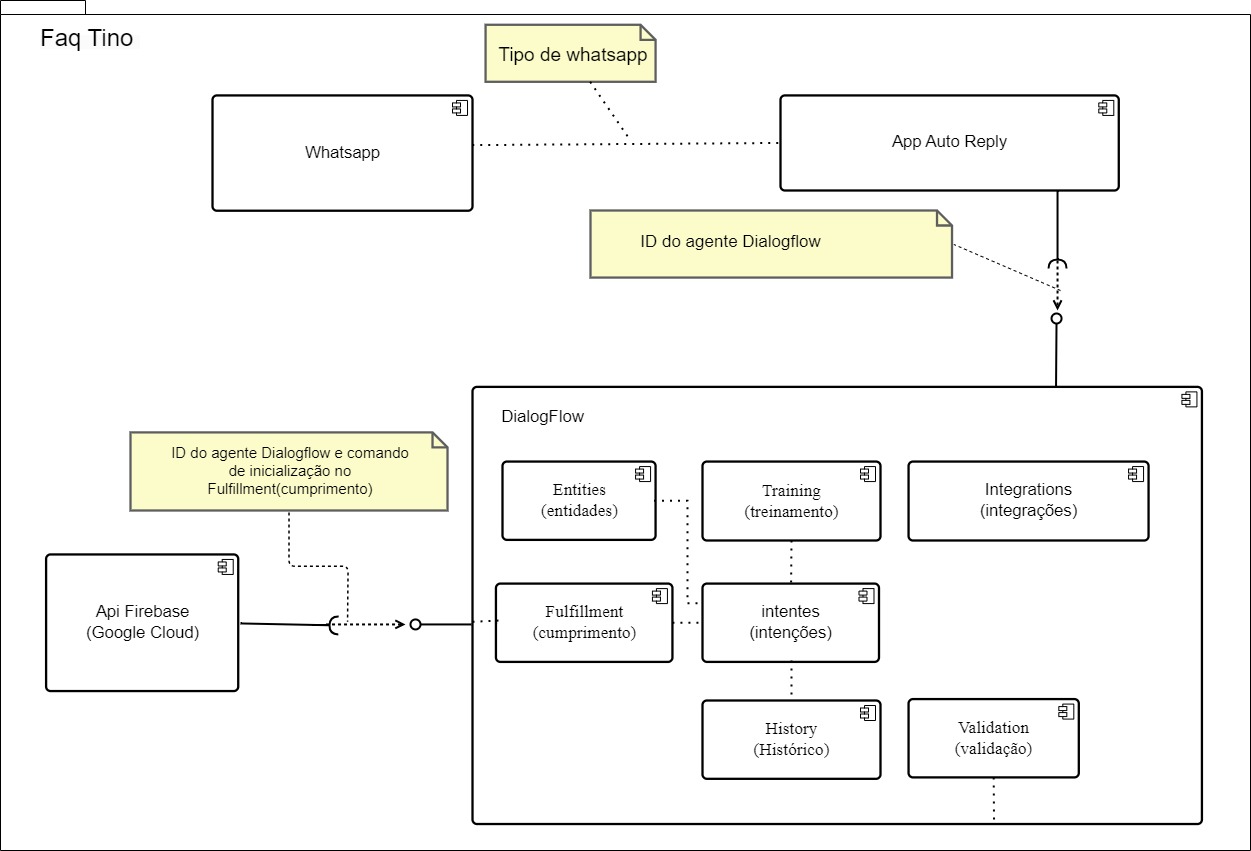 Faq Tino
Tipo de whatsapp
Whatsapp
App Auto Reply
ID do agente Dialogflow
DialogFlow
ID do agente Dialogflow e comando
de inicialização no
Fulfillment(cumprimento)
Entities
(entidades)
Training
(treinamento)
Integrations
(integrações)
Api Firebase
(Google Cloud)
Fulfillment
(cumprimento)
intentes
(intenções)
History
(Histórico)
Validation
(validação)